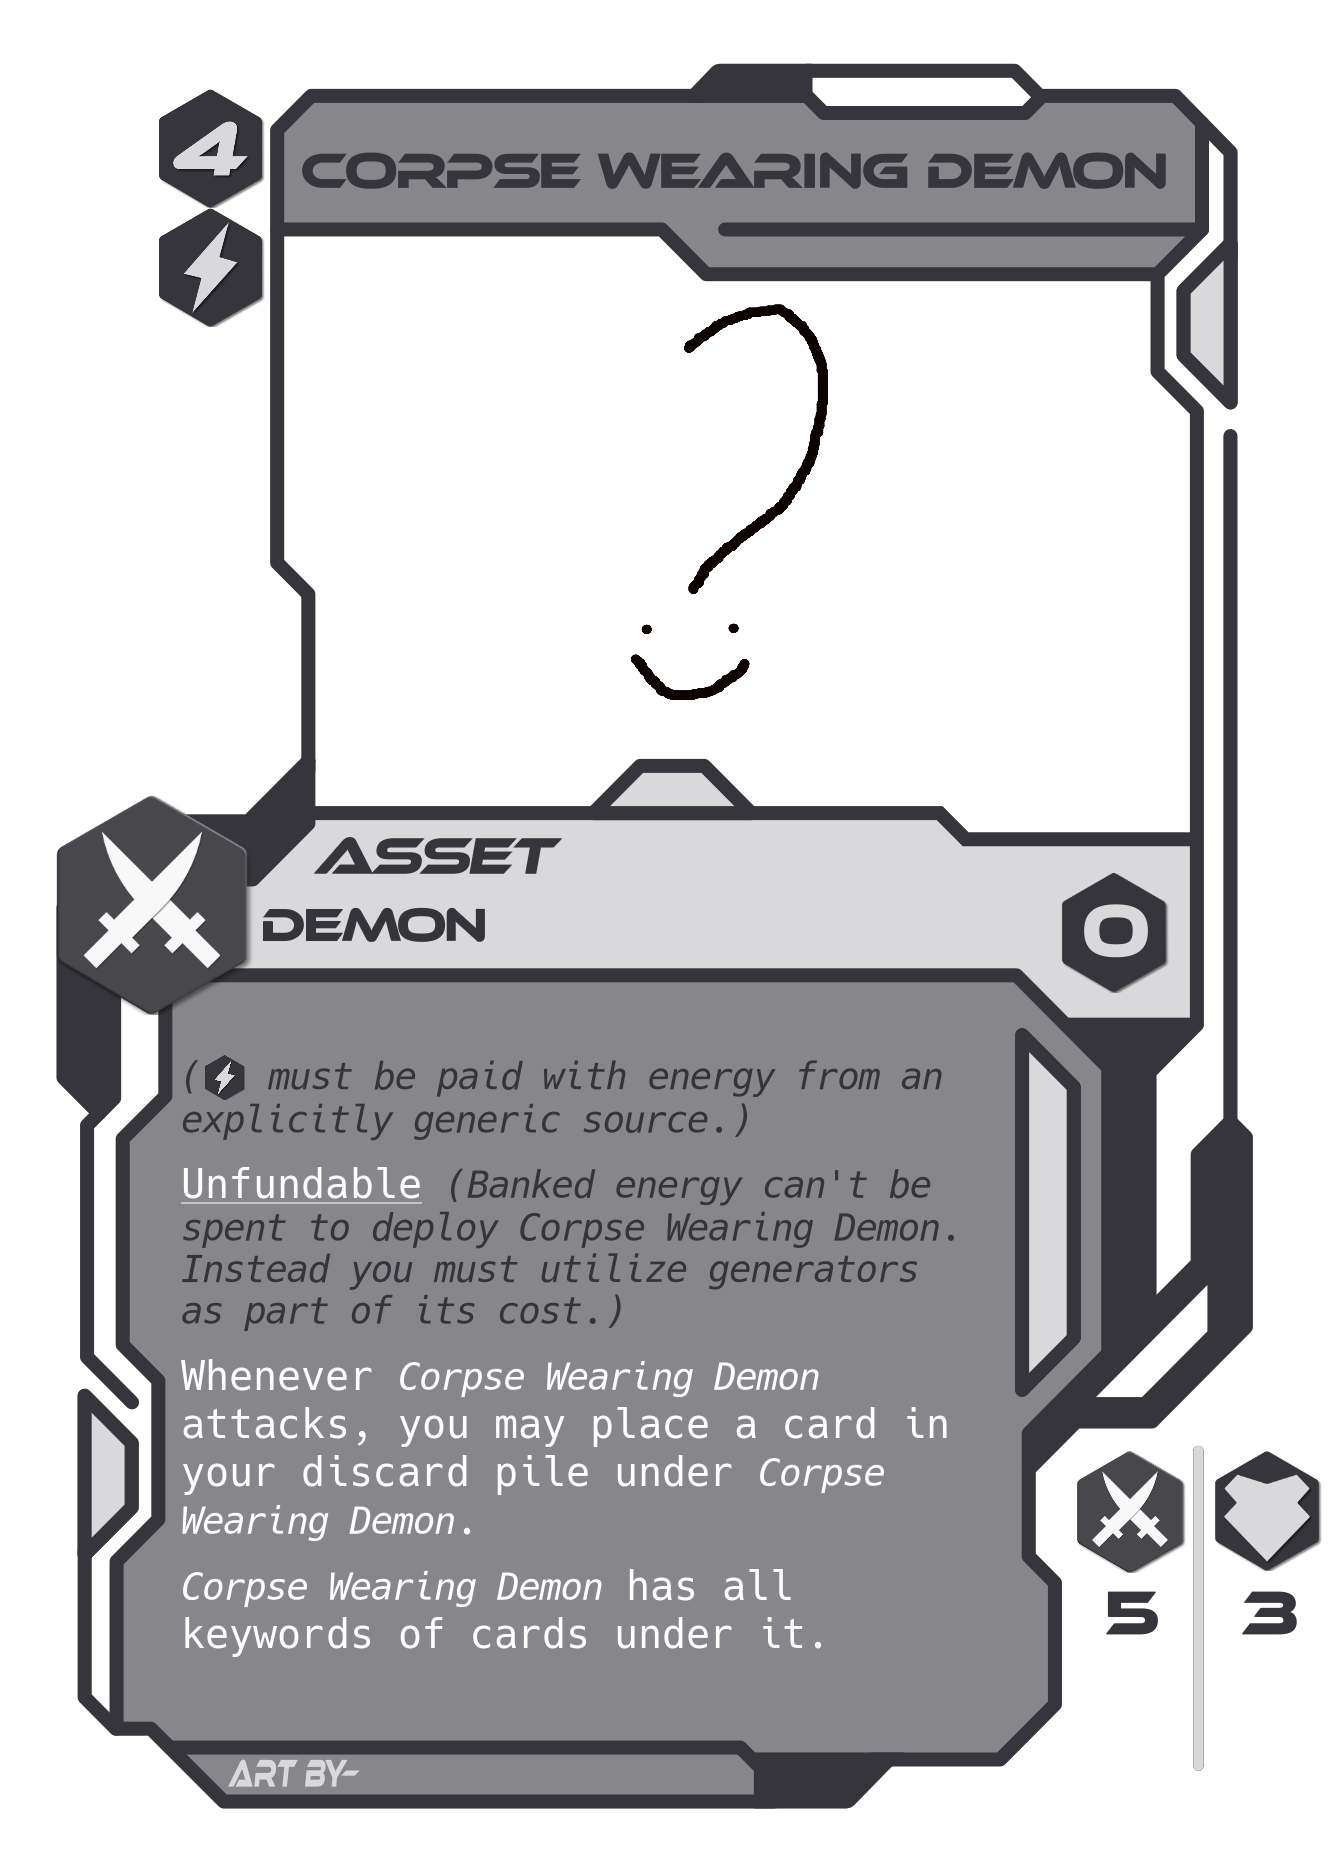 4
CORPSE WEARING DEMON
ASSET
DEMON
0
( must be paid with energy from an
explicitly generic source.)
Unfundable (Banked energy can't be
spent to deploy Corpse Wearing Demon.
Instead you must utilize generators
as part of its cost.)
Whenever Corpse Wearing Demon
attacks, you may place a card in
your discard pile under Corpse
Wearing Demon.
Corpse Wearing Demon has all
keywords of cards under it.
5
3
ART BY-